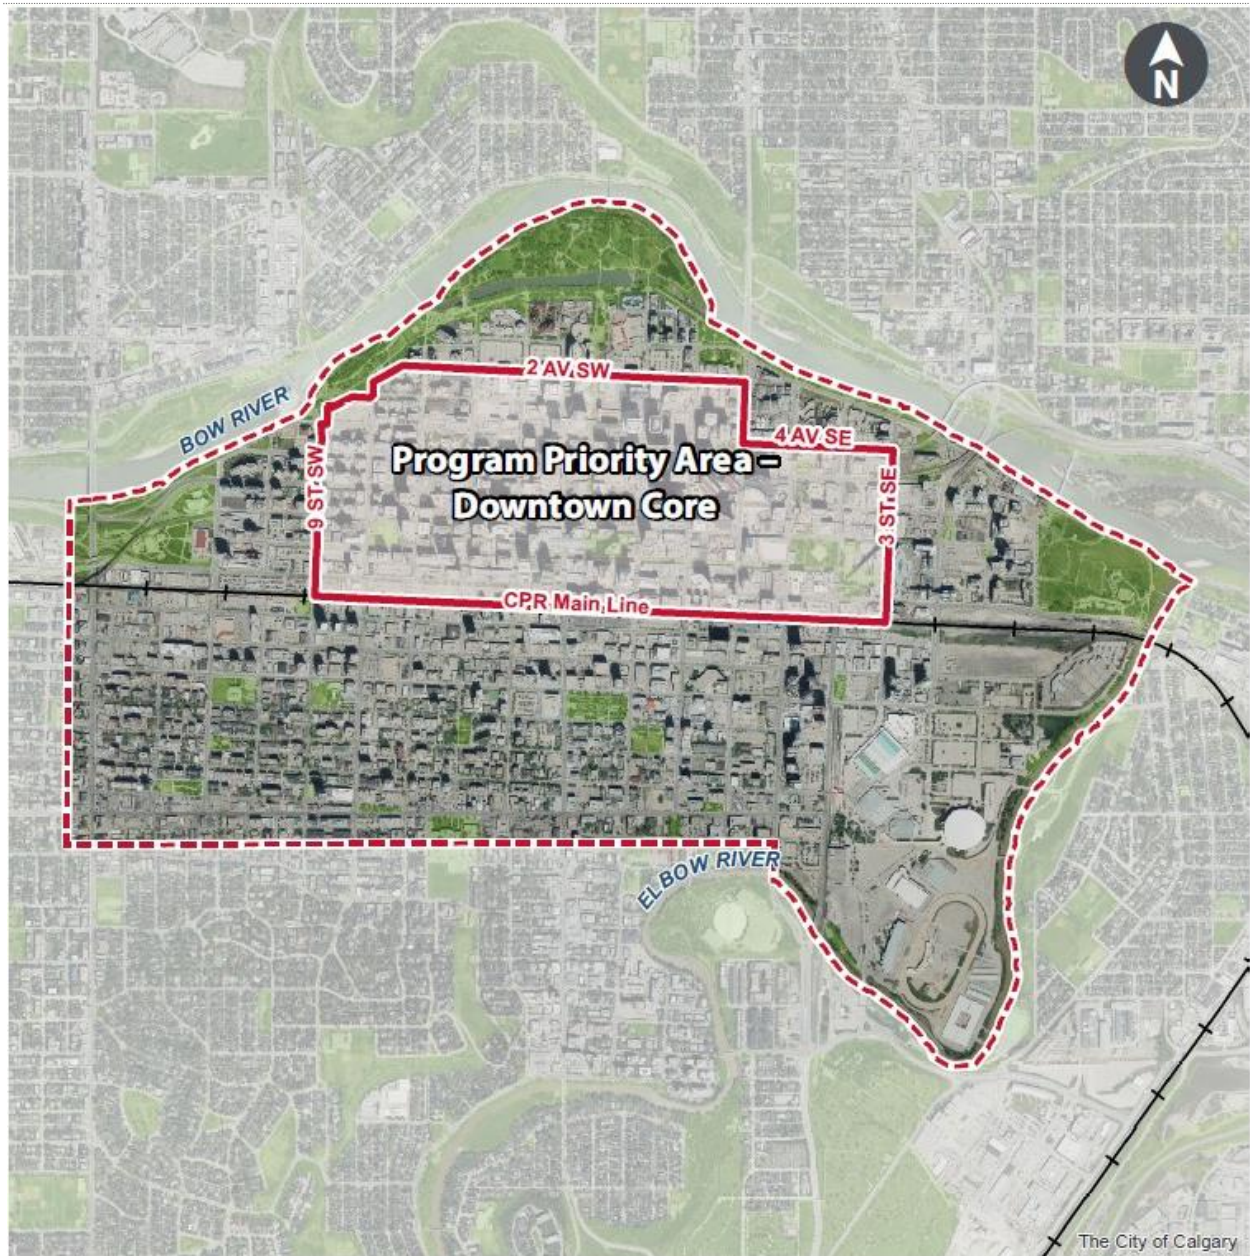 N
2 AV SW
BOW RIVER
4 AV SE
Program Priority Area –
Downtown Core
9 ST SW
3 ST SE
CPR Main Line
ELBOW RIVER
The City of Calgary